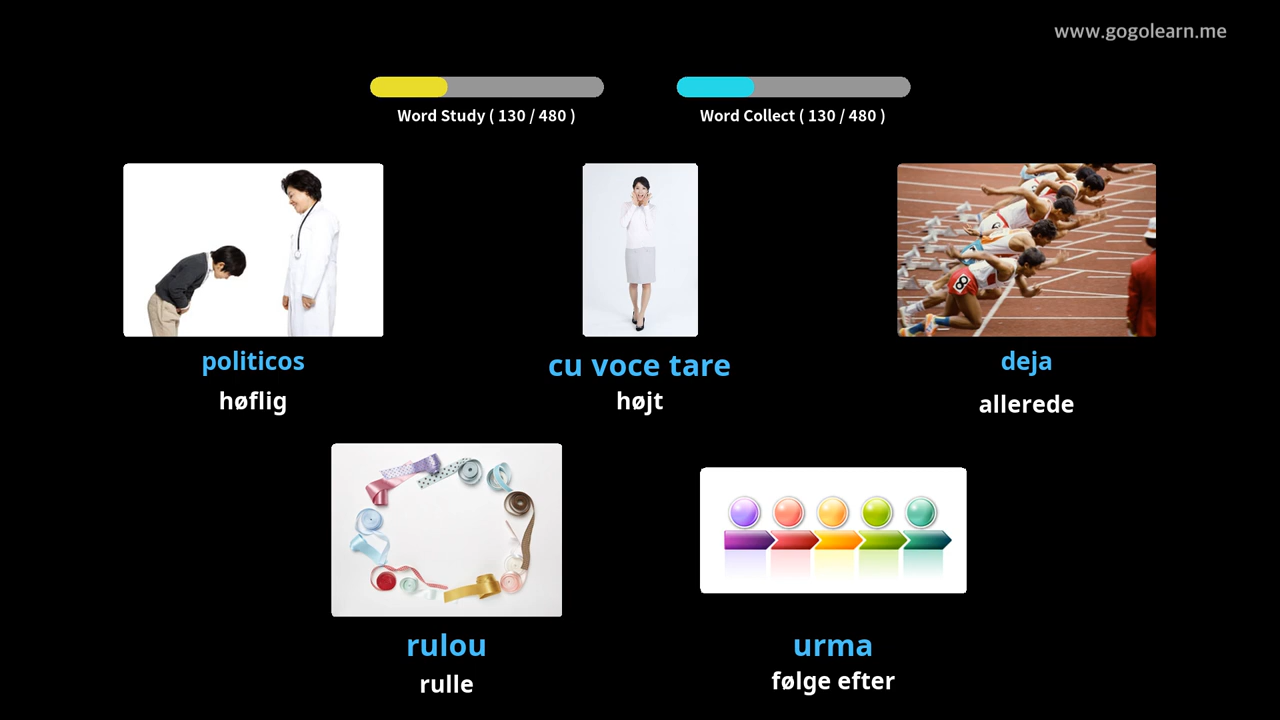 www.gogolearn.me
Word Study ( 130 / 480 )
Word Collect ( 130 / 480 )
politicos
høflig
cu voce tare
højt
deja
allerede
rulou
rulle
urma
følge efter